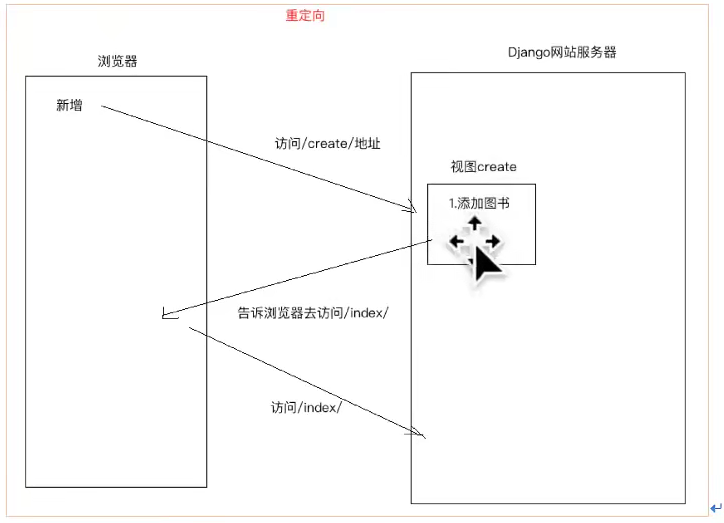 重定向
浏览器
Django网站服务器
新增
访问/create/地址
视图create
1.添加图书
告诉浏览器去访问/index/
访问/index/